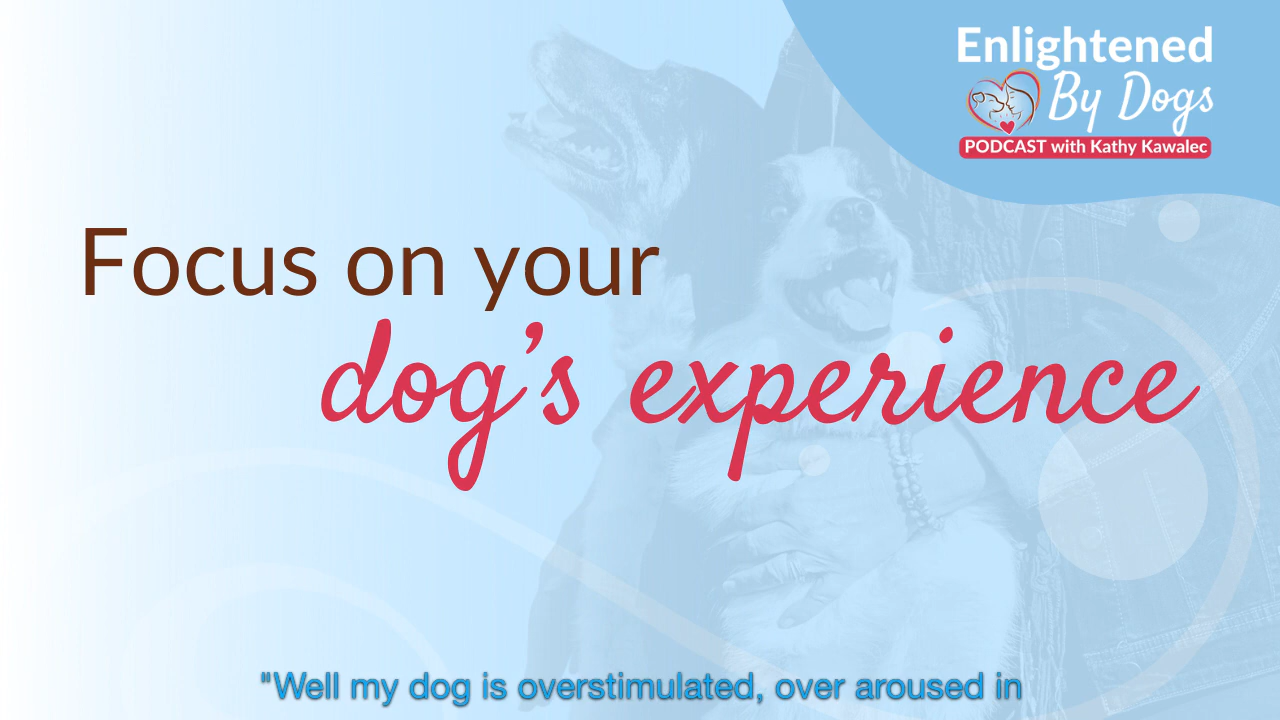 Enlightened
By Dogs
PODCAST with Kathy Kawalec
Focus on your
dog's experience
"Well my dog is overstimulated, over aroused in